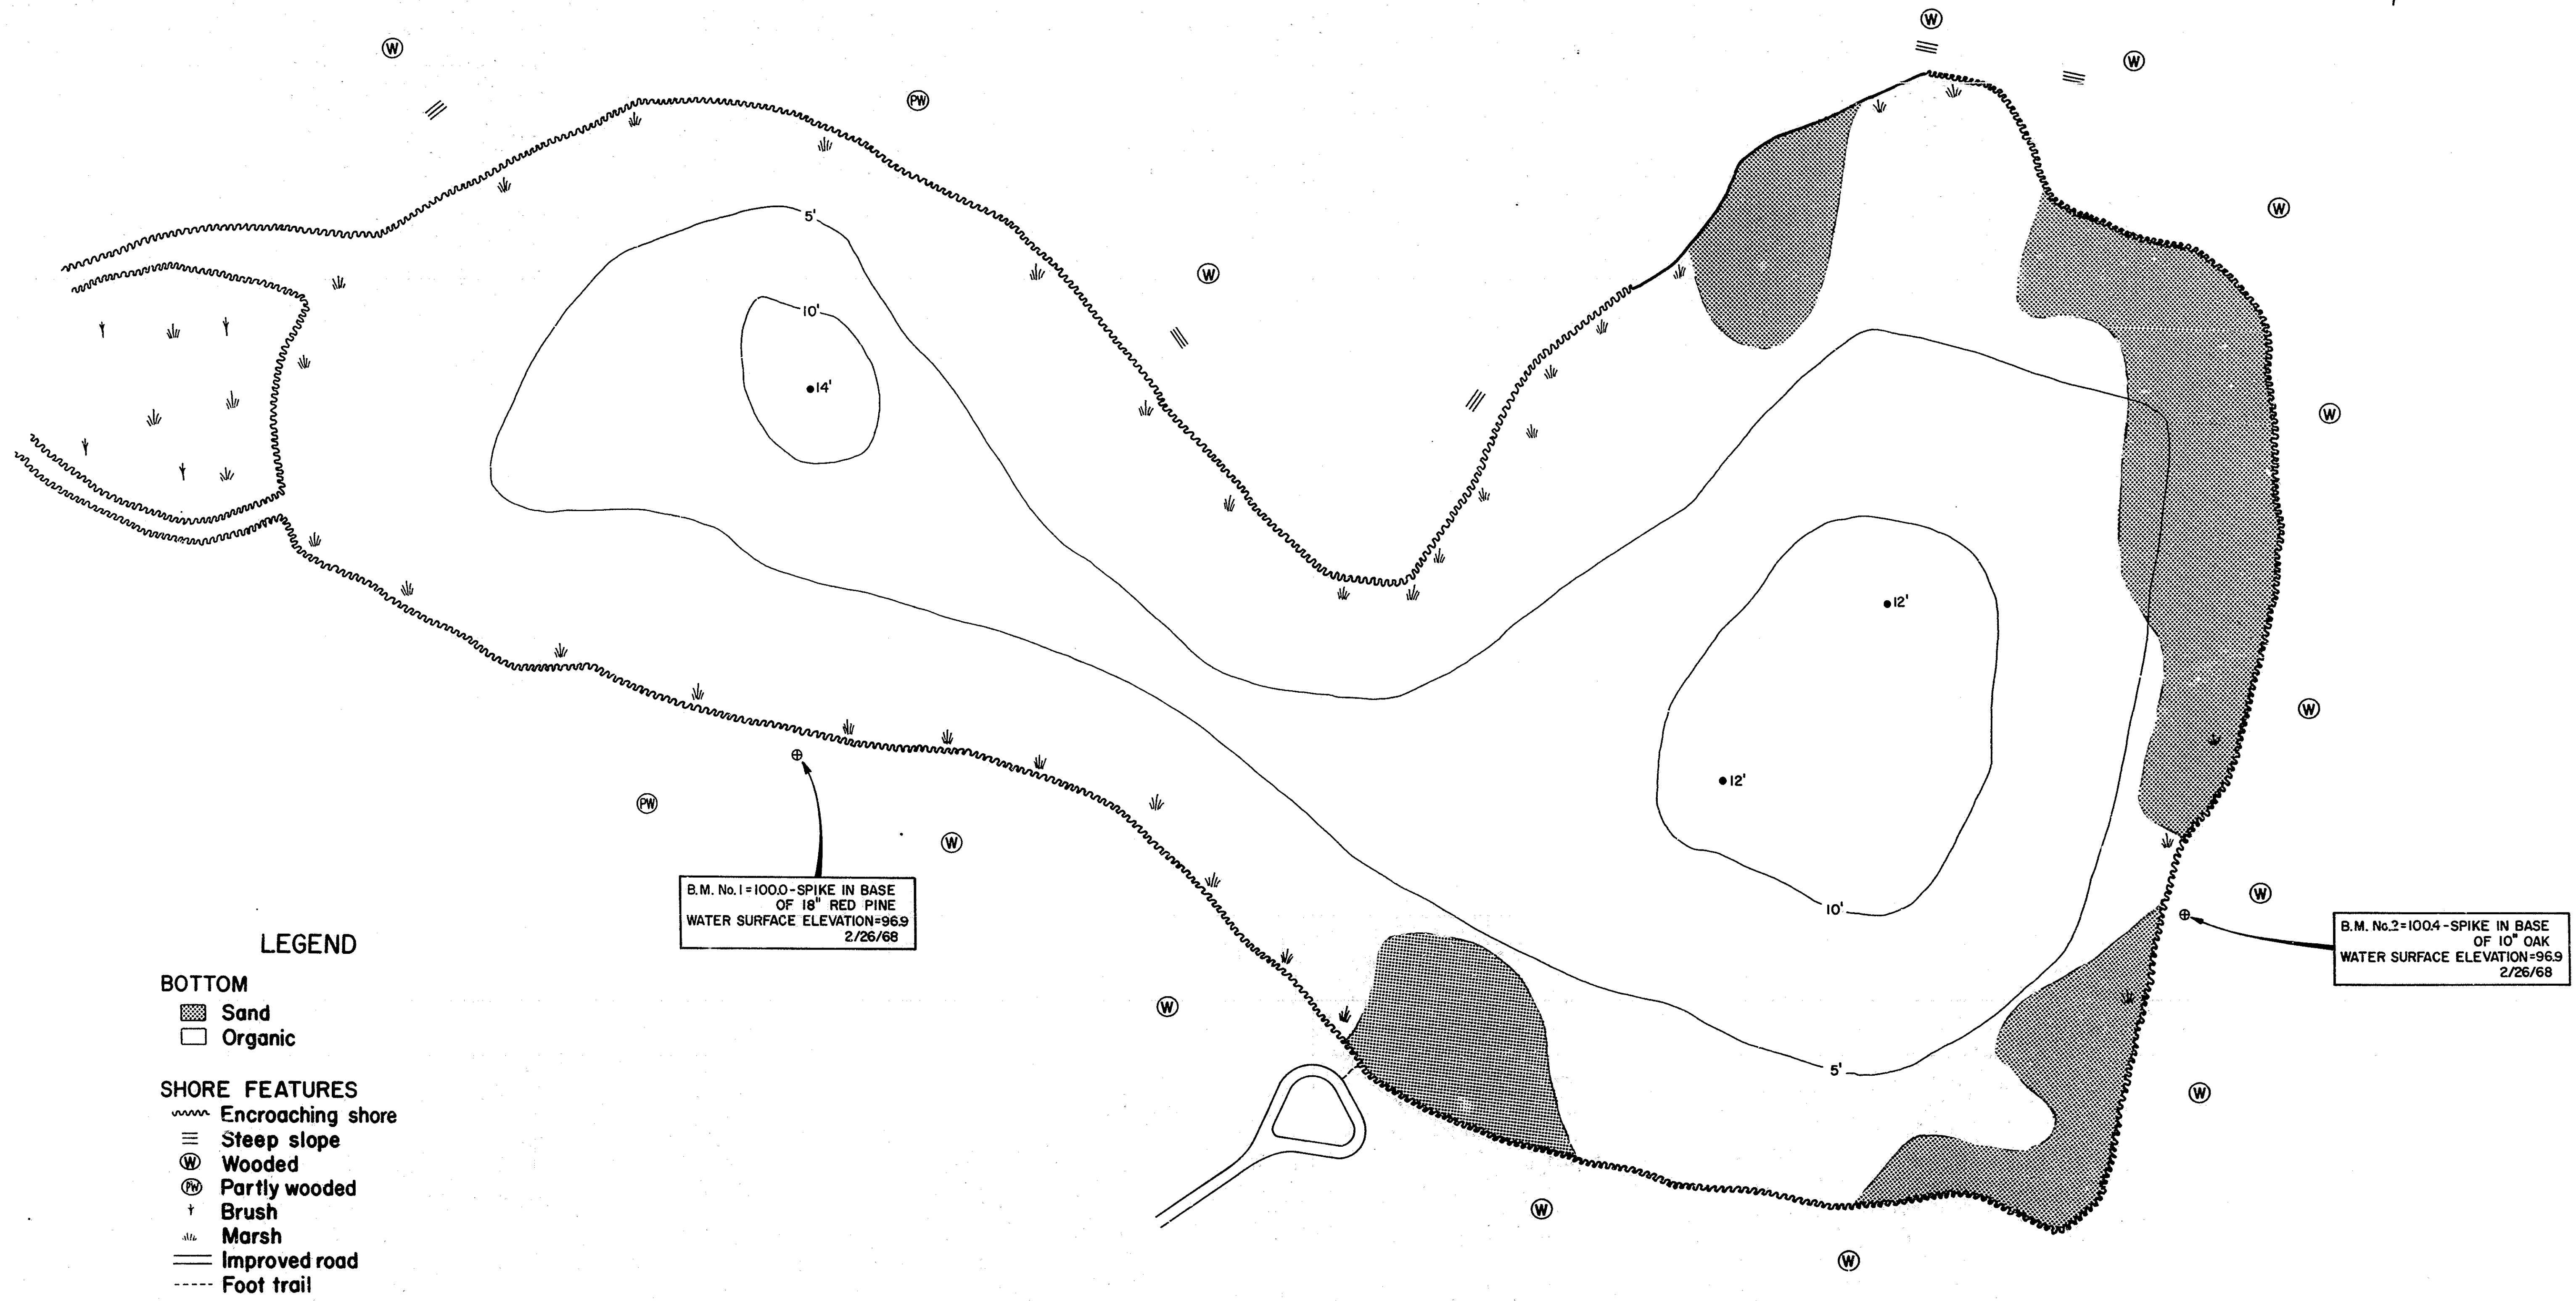 W
W
W
PW
W
5'
W
10'
14'
W
12'
W
12'
PW
W
B.M. No. 1 = 100.0 - SPIKE IN BASE
OF 18" RED PINE
WATER SURFACE ELEVATION = 96.9
2/26/68
W
10'
B.M. No. 2 = 100.4 - SPIKE IN BASE
OF 10" OAK
WATER SURFACE ELEVATION = 96.9
2/26/68
W
5'
W
W
W
LEGEND
BOTTOM
Sand
Organic
SHORE FEATURES
Encroaching shore
Steep slope
W Wooded
PW Partly wooded
Brush
Marsh
Improved road
Foot trail